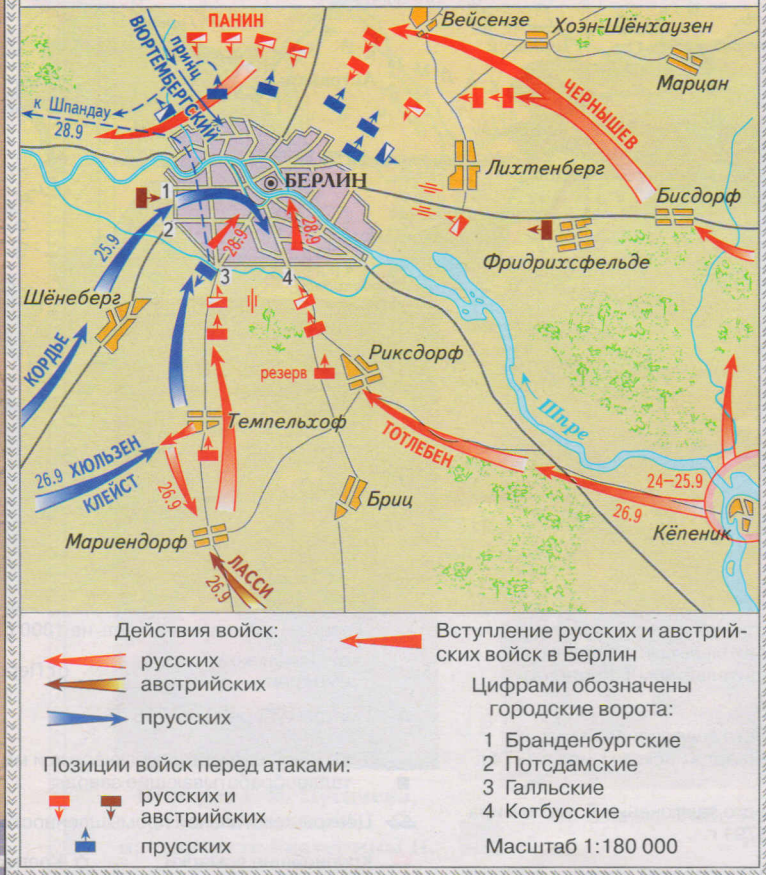 ПАНИН
ПРИНЦ
ВЮРТЕМБЕРГСКИЙ
Вейсензе
Хоэн-Шёнхаузен
Марцан
к Шпандау
28.9
ЧЕРНЫШЕВ
БЕРЛИН
Лихтенберг
Бисдорф
1
2
25.9
28.9
28.9
Фридрихсфельде
3
4
Шёнеберг
КОРДЬЕ
Риксдорф
резерв
Шпре
Темпельхоф
ТОТЛЕБЕН
26.9 ХЮЛЬЗЕН
КЛЕЙСТ
26.9
24–25.9
26.9
Бриц
Кёпеник
Мариендорф
ЛАССИ
26.9
Действия войск:
русских
австрийских
прусских
Позиции войск перед атаками:
русских и
австрийских
прусских
Вступление русских и австрий-
ских войск в Берлин
Цифрами обозначены
городские ворота:
1 Бранденбургские
2 Потсдамские
3 Галльские
4 Котбусские
Масштаб 1:180 000